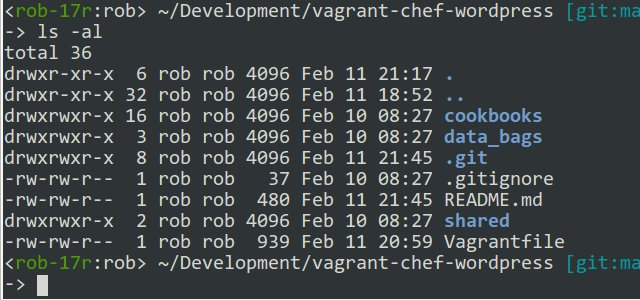 <rob-17r:rob> ~/Development/vagrant-chef-wordpress [git:ma
-> ls -al
total 36
drwxr-xr-x  6 rob rob 4096 Feb 11 21:17 .
drwxr-xr-x 32 rob rob 4096 Feb 11 18:52 ..
drwxrwxr-x 16 rob rob 4096 Feb 10 08:27 cookbooks
drwxrwxr-x  3 rob rob 4096 Feb 10 08:27 data_bags
drwxrwxr-x  8 rob rob 4096 Feb 11 21:45 .git
-rw-rw-r--  1 rob rob   37 Feb 10 08:27 .gitignore
-rw-rw-r--  1 rob rob  480 Feb 11 21:45 README.md
drwxrwxr-x  2 rob rob 4096 Feb 10 08:27 shared
-rw-rw-r--  1 rob rob  939 Feb 11 20:59 Vagrantfile
<rob-17r:rob> ~/Development/vagrant-chef-wordpress [git:ma
->